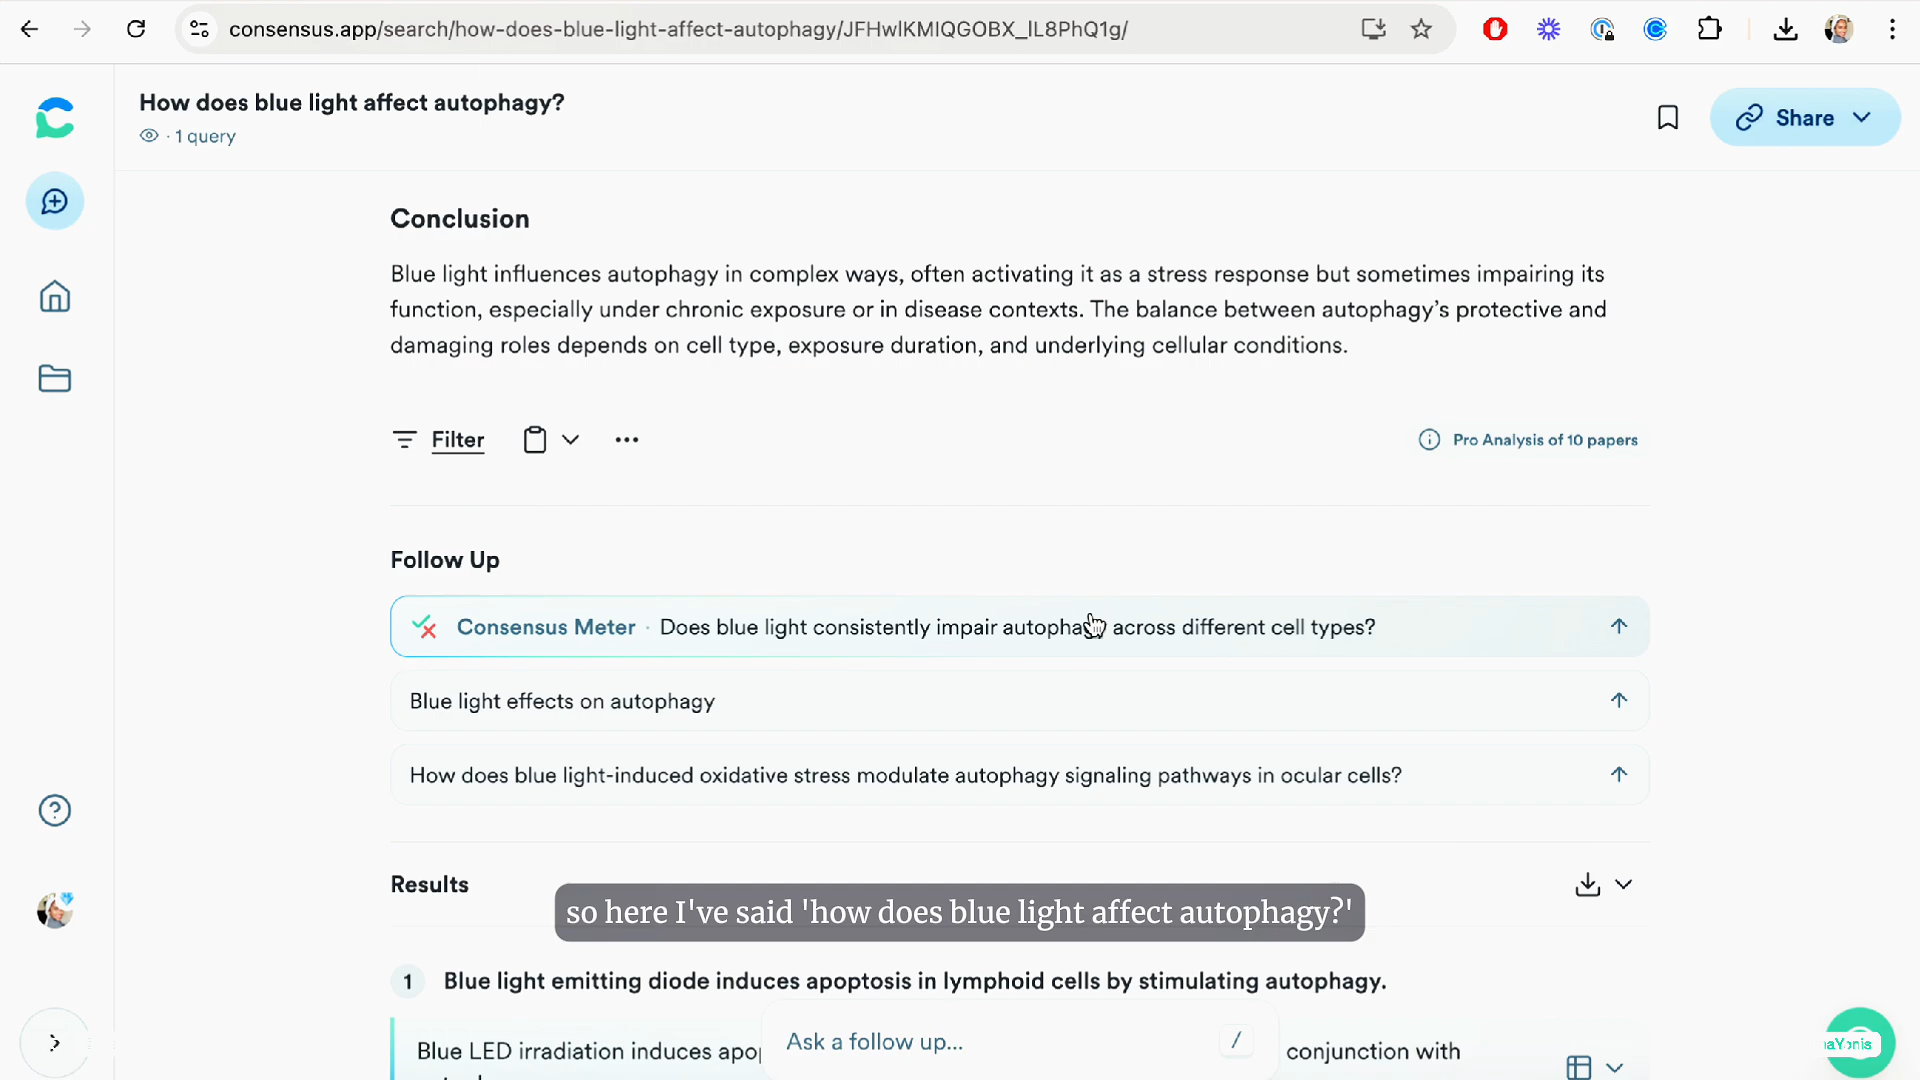 consensus.app/search/how-does-blue-light-affect-autophagy/JFHwlKMIQGOBX_lL8PhQ1g/
How does blue light affect autophagy?
· 1 query
Share
Conclusion
Blue light influences autophagy in complex ways, often activating it as a stress response but sometimes impairing its
function, especially under chronic exposure or in disease contexts. The balance between autophagy’s protective and
damaging roles depends on cell type, exposure duration, and underlying cellular conditions.
Filter
Pro Analysis of 10 papers
Follow Up
Consensus Meter · Does blue light consistently impair autophagy across different cell types?
Blue light effects on autophagy
How does blue light-induced oxidative stress modulate autophagy signaling pathways in ocular cells?
Results
so here I've said 'how does blue light affect autophagy?'
1 Blue light emitting diode induces apoptosis in lymphoid cells by stimulating autophagy.
Blue LED irradiation induces
conjunction with
Ask a follow up... /